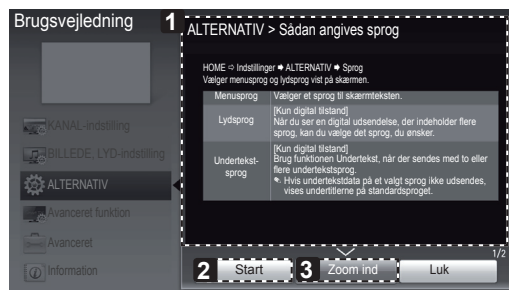 Brugsvejledning
1
ALTERNATIV > Sådan angives sprog
HOME ⇨ Indstillinger ➡ ALTERNATIV ➡ Sprog
Vælger menusprog og lydsprog vist på skærmen.
Menusprog Vælger et sprog til skærmteksten.
Lydsprog
[Kun digital tilstand]
Når du ser en digital udsendelse, der indeholder flere
sprog, kan du vælge det sprog, du ønsker.
Undertekst-
sprog
[Kun digital tilstand]
Brug funktionen Undertekst, når der sendes med to eller
flere undertekstsprog.
Hvis undertekstdata på et valgt sprog ikke udsendes,
vises undertitlerne på standardsproget.
KANAL-indstilling
BILLEDE, LYD-indstilling
ALTERNATIV
Avanceret funktion
Avanceret
Information
1/2
2 Start
3 Zoom ind
Luk